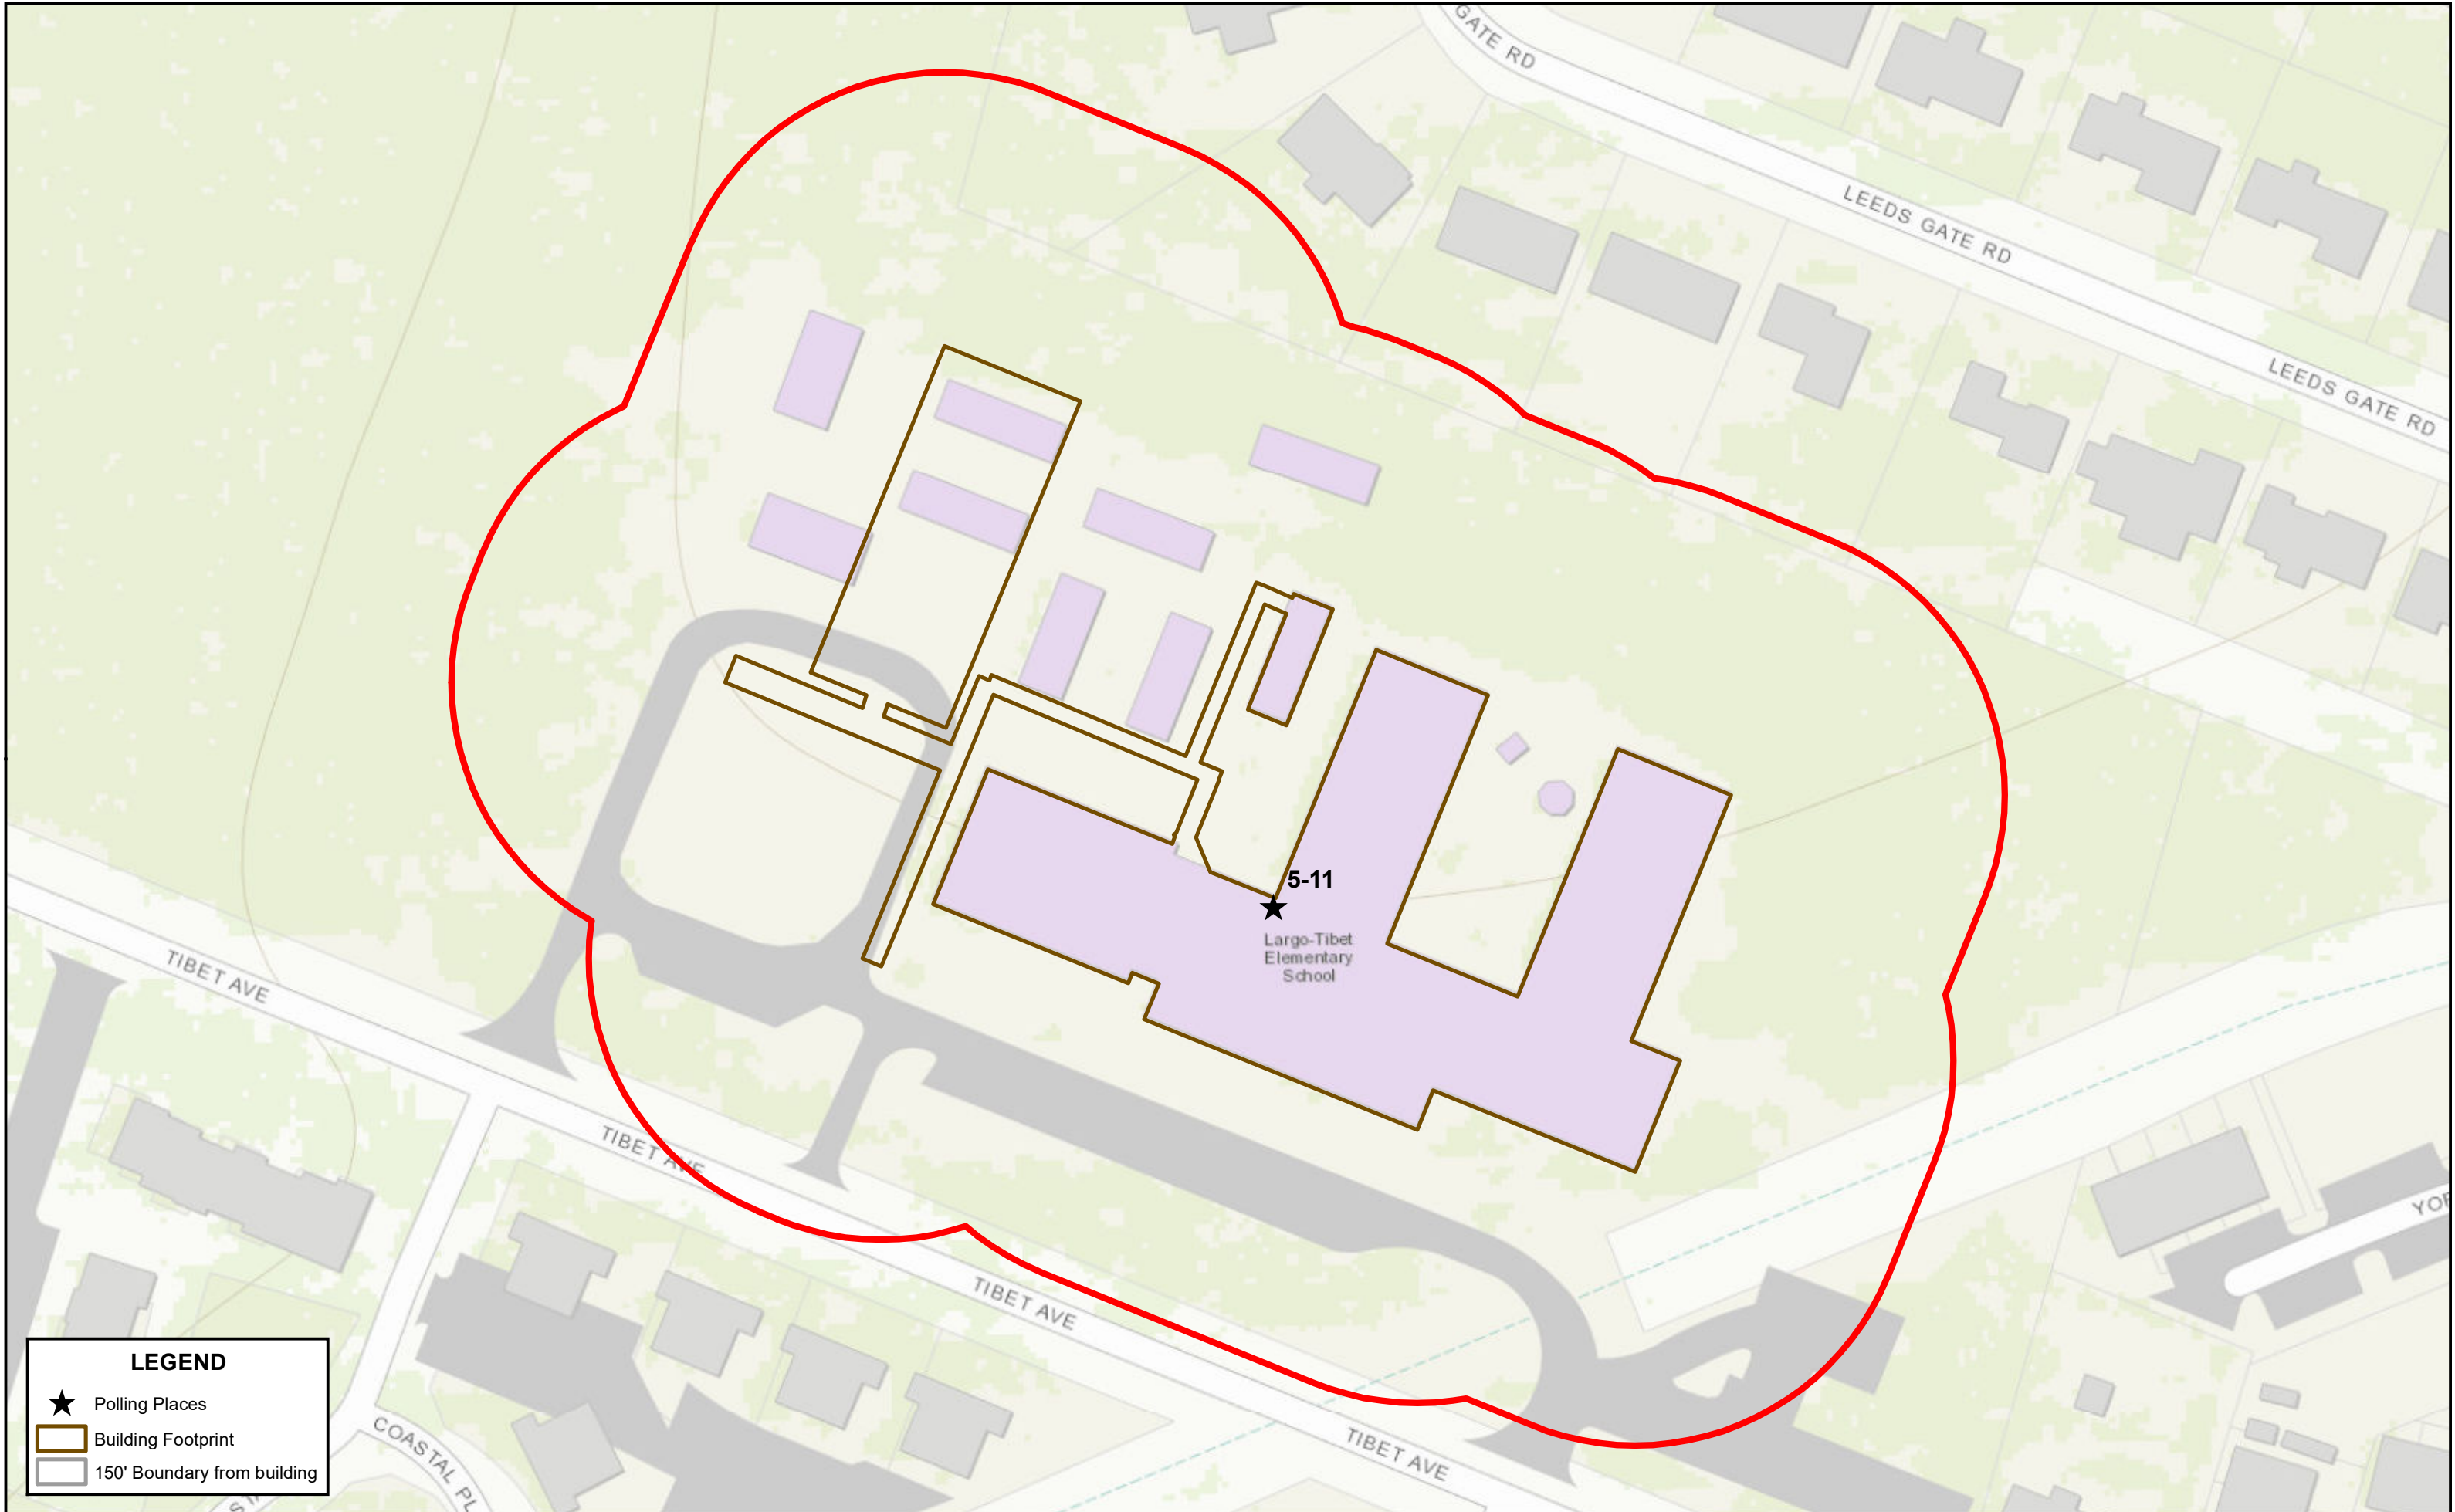 GATE RD
LEEDS GATE RD
LEEDS GATE RD
5-11
Largo-Tibet
Elementary
School
TIBET AVE
TIBET AVE
TIBET AVE
TIBET AVE
COASTAL PL
LEGEND
Polling Places
Building Footprint
150' Boundary from building